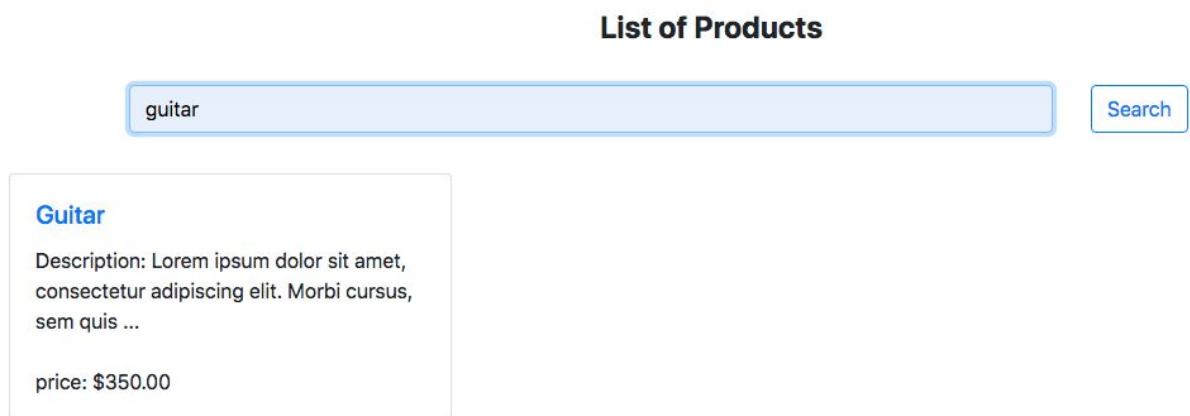 List of Products
guitar
Search
Guitar
Description: Lorem ipsum dolor sit amet,
consectetur adipiscing elit. Morbi cursus,
sem quis ...
price: $350.00